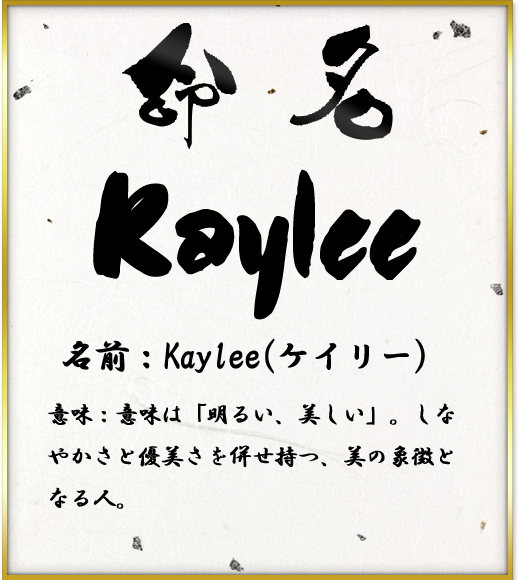 命名
Kaylee
名前：Kaylee(ケイリー)
意味：意味は「明るい、美しい」。しな
やかさと優美さを併せ持つ、美の象徴と
なる人。